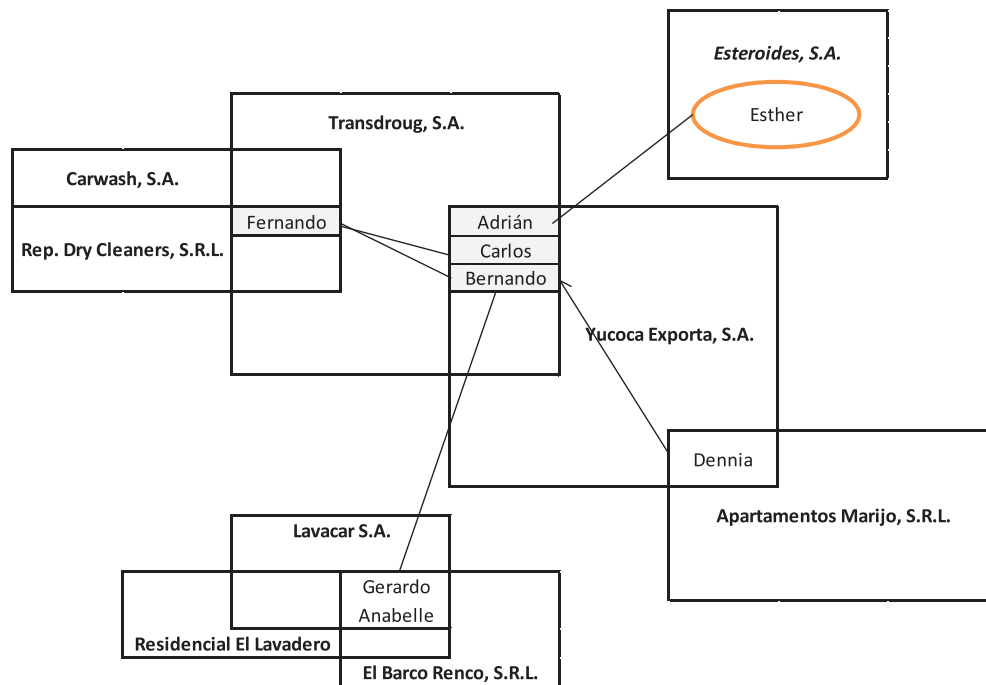 Esteroides, S.A.
Esther
Transdroug, S.A.
Carwash, S.A.
Fernando
Adrián
Rep. Dry Cleaners, S.R.L.
Carlos
Bernando
Yucoca Exporta, S.A.
Dennia
Apartamentos Marijo, S.R.L.
Lavacar S.A.
Gerardo
Anabelle
Residencial El Lavadero
El Barco Renco, S.R.L.